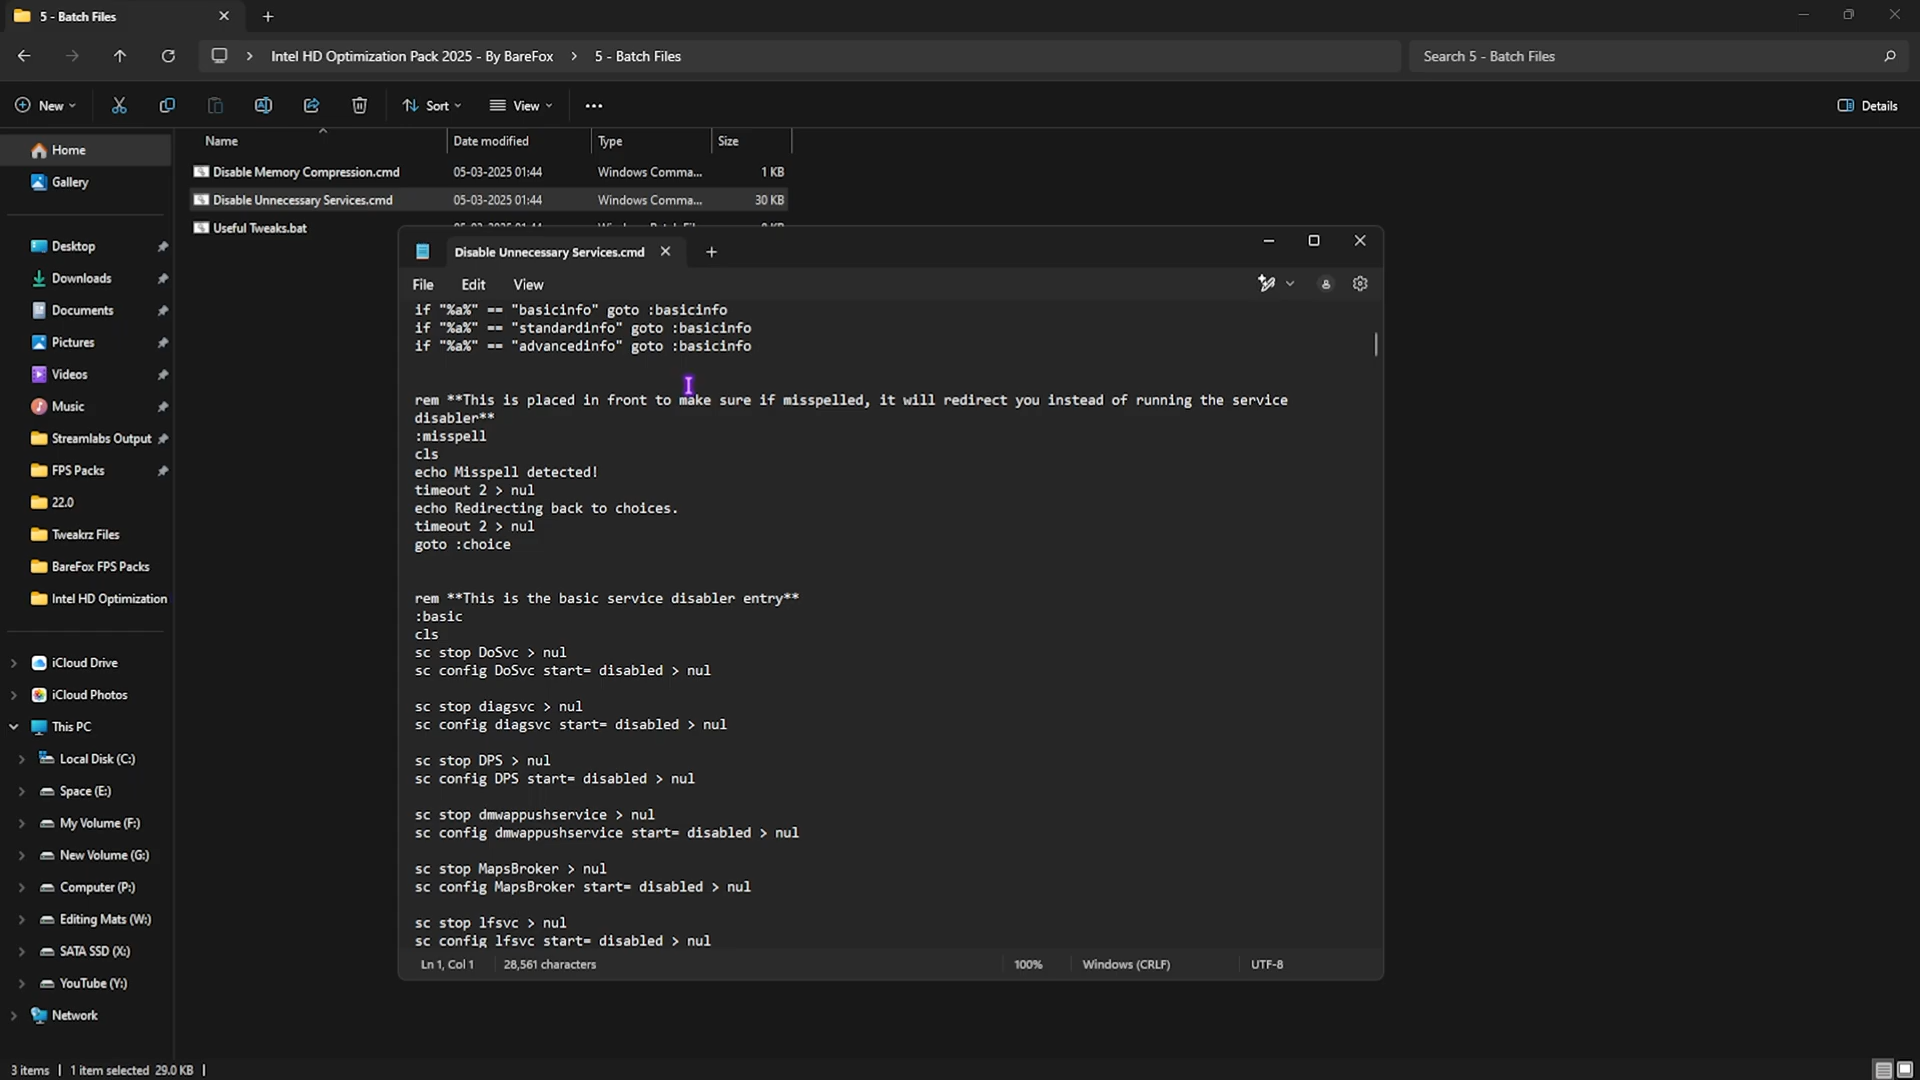 5 - Batch Files
Intel HD Optimization Pack 2025 - By BareFox > 5 - Batch Files
Search 5 - Batch Files
New
Sort
View
Details
Name Date modified Type Size
Disable Memory Compression.cmd 05-03-2025 01:44 Windows Comma... 1 KB
Disable Unnecessary Services.cmd 05-03-2025 01:44 Windows Comma... 30 KB
Useful Tweaks.bat
Home
Gallery
Desktop
Downloads
Documents
Pictures
Videos
Music
Streamlabs Output
FPS Packs
22.0
Tweakrz Files
BareFox FPS Packs
Intel HD Optimization
iCloud Drive
iCloud Photos
This PC
Local Disk (C:)
Space (E:)
My Volume (F:)
New Volume (G:)
Computer (P:)
Editing Mats (W:)
SATA SSD (X:)
YouTube (Y:)
Network
Disable Unnecessary Services.cmd
File Edit View
if "%a%" == "basicinfo" goto :basicinfo
if "%a%" == "standardinfo" goto :basicinfo
if "%a%" == "advancedinfo" goto :basicinfo
rem **This is placed in front to make sure if misspelled, it will redirect you instead of running the service
disabler**
:misspell
cls
echo Misspell detected!
timeout 2 > nul
echo Redirecting back to choices.
timeout 2 > nul
goto :choice
rem **This is the basic service disabler entry**
:basic
cls
sc stop DoSvc > nul
sc config DoSvc start= disabled > nul
sc stop diagsvc > nul
sc config diagsvc start= disabled > nul
sc stop DPS > nul
sc config DPS start= disabled > nul
sc stop dmwappushservice > nul
sc config dmwappushservice start= disabled > nul
sc stop MapsBroker > nul
sc config MapsBroker start= disabled > nul
sc stop lfsvc > nul
sc config lfsvc start= disabled > nul
Ln 1, Col 1 28,561 characters 100% Windows (CRLF) UTF-8
3 items 1 item selected 29.0 KB